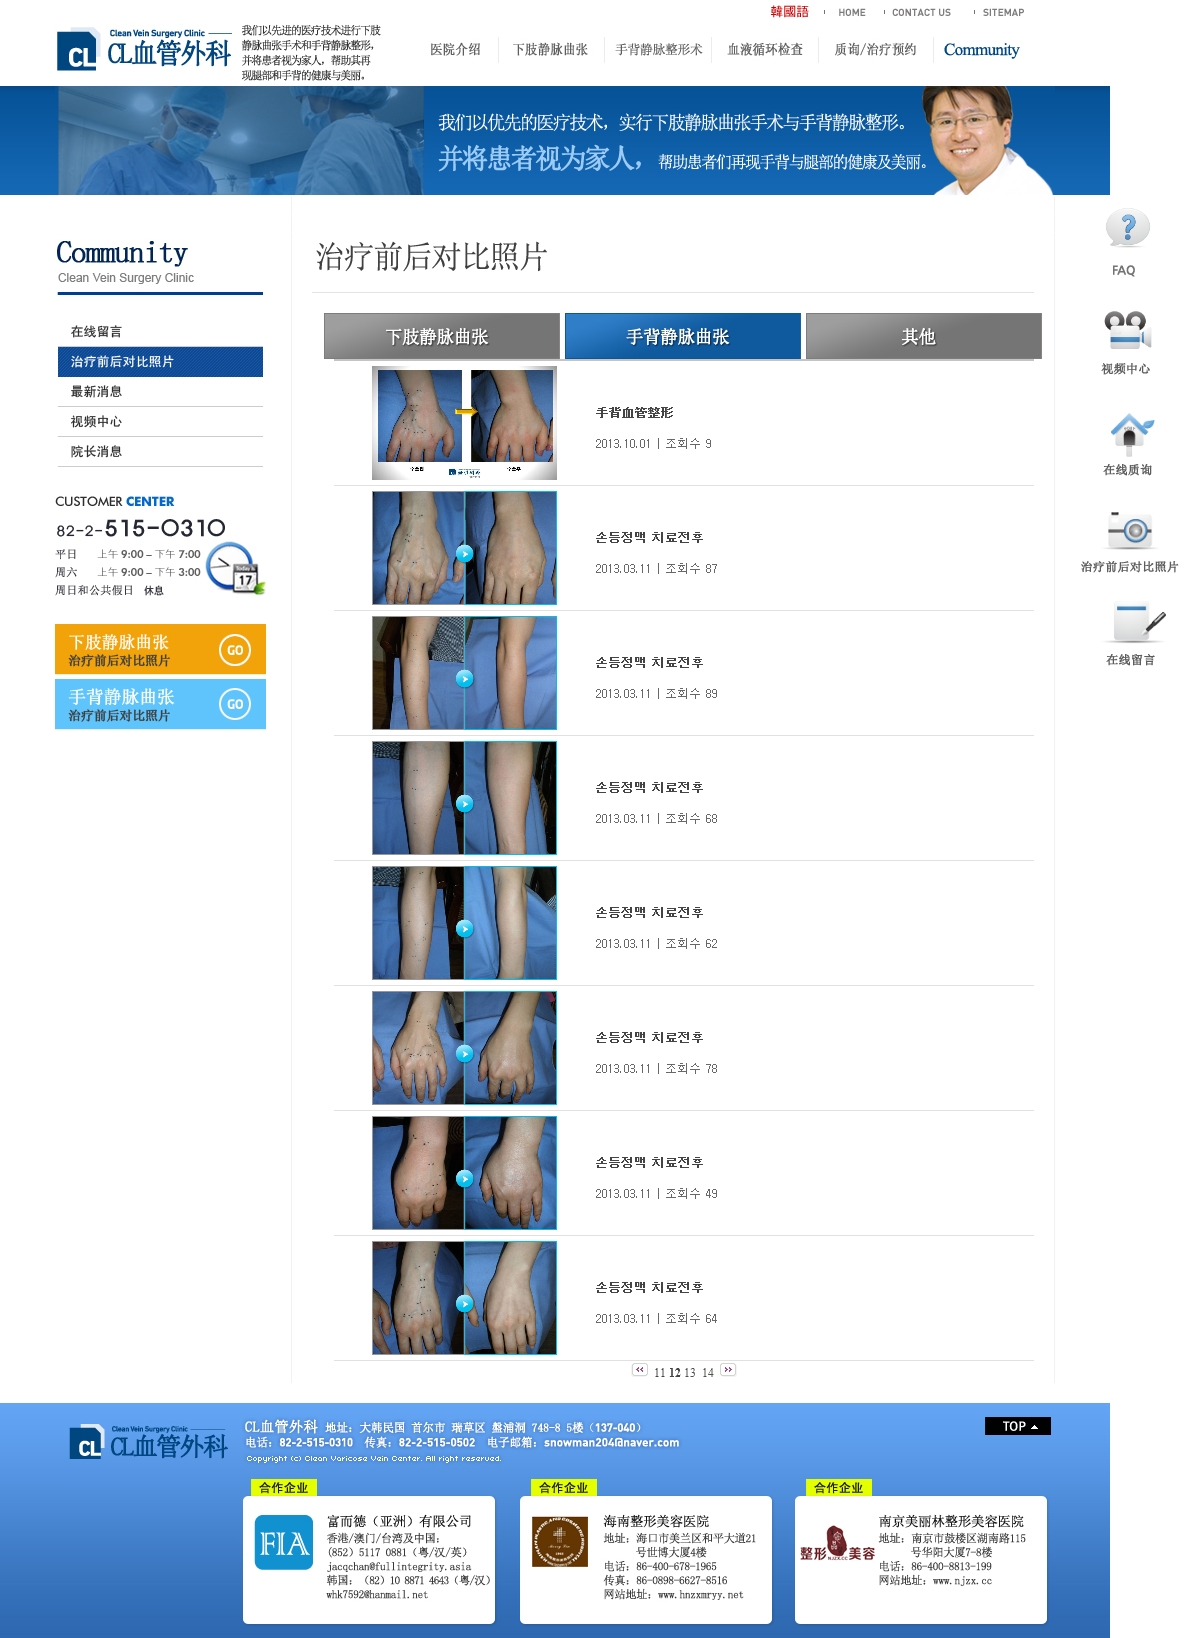 韓國語
HOME
CONTACT US
SITEMAP
Clean Vein Surgery Clinic
CL CL血管外科
我们以先进的医疗技术进行下肢
静脉曲张手术和手背静脉整形，
并将患者视为家人，帮助其再
现腿部和手背的健康与美丽。
医院介绍
下肢静脉曲张
手背静脉整形术
血液循环检查
质询/治疗预约
Community
我们以优先的医疗技术，实行下肢静脉曲张手术与手背静脉整形。
并将患者视为家人，帮助患者们再现手背与腿部的健康及美丽。
Community
Clean Vein Surgery Clinic
在线留言
治疗前后对比照片
最新消息
视频中心
院长消息
CUSTOMER CENTER
82-2-515-0310
平日 上午 9:00 – 下午 7:00
周六 上午 9:00 – 下午 3:00
周日和公共假日 休息
Today's
17
下肢静脉曲张
治疗前后对比照片
GO
手背静脉曲张
治疗前后对比照片
GO
治疗前后对比照片
下肢静脉曲张
手背静脉曲张
其他
手背血管整形
2013.10.01 | 조회수 9
손등정맥 치료전후
2013.03.11 | 조회수 87
손등정맥 치료전후
2013.03.11 | 조회수 89
손등정맥 치료전후
2013.03.11 | 조회수 68
손등정맥 치료전후
2013.03.11 | 조회수 62
손등정맥 치료전후
2013.03.11 | 조회수 78
손등정맥 치료전후
2013.03.11 | 조회수 49
손등정맥 치료전후
2013.03.11 | 조회수 64
11 12 13 14
FAQ
视频中心
在线质询
治疗前后对比照片
在线留言
Clean Vein Surgery Clinic
CL CL血管外科
CL血管外科 地址：大韩民国 首尔市 瑞草区 盤浦洞 748-8 5楼（137-040）
电话：82-2-515-0310 传真：82-2-515-0502 电子邮箱：snowman204@naver.com
Copyright (c) Clean Varicose Vein Center. All right reserved.
TOP
合作企业
FIA
富而德（亚洲）有限公司
香港/澳门/台湾及中国：
（852）5117 0881（粤/汉/英）
jacqchan@fullintegrity.asia
韩国：（82）10 8871 4643（粤/汉）
whk7592@hanmail.net
合作企业
海南整形美容医院
地址：海口市美兰区和平大道21
号世博大厦4楼
电话：86-400-678-1965
传真：86-0898-6627-8516
网站地址：www.hnzxmryy.net
合作企业
整形 美容
NJZX.CC
南京美丽林整形美容医院
地址：南京市鼓楼区湖南路115
号华阳大厦7-8楼
电话：86-400-8813-199
网站地址：www.njzx.cc